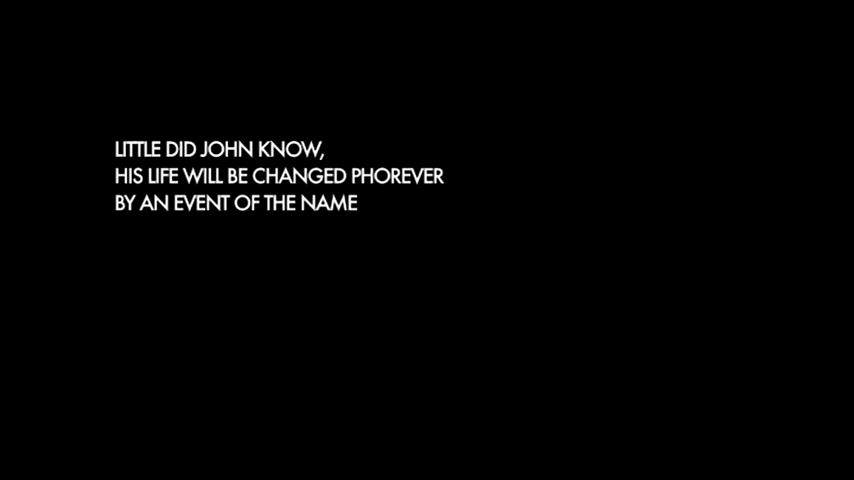 LITTLE DID JOHN KNOW,
HIS LIFE WILL BE CHANGED PHOREVER
BY AN EVENT OF THE NAME